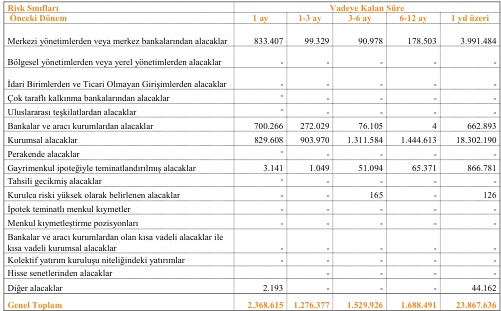 Risk Sınıfları Vadeye Kalan Süre
Önceki Dönem 1 ay 1-3 ay 3-6 ay 6-12 ay 1 yıl üzeri
Merkezi yönetimlerden veya merkez bankalarından alacaklar 833.407 99.329 90.978 178.503 3.991.484
Bölgesel yönetimlerden veya yerel yönetimlerden alacaklar - - - - -
İdari Birimlerden ve Ticari Olmayan Girişimlerden alacaklar - - - - -
Çok taraflı kalkınma bankalarından alacaklar - - - - -
Uluslararası teşkilatlardan alacaklar - - - - -
Bankalar ve aracı kurumlardan alacaklar 700.266 272.029 76.105 4 662.893
Kurumsal alacaklar 829.608 903.970 1.311.584 1.444.613 18.302.190
Perakende alacaklar - - - - -
Gayrimenkul ipoteğiyle teminatlandırılmış alacaklar 3.141 1.049 51.094 65.371 866.781
Tahsili gecikmiş alacaklar - - - - -
Kurulca riski yüksek olarak belirlenen alacaklar - - 165 - 126
İpotek teminatlı menkul kıymetler - - - - -
Menkul kıymetleştirme pozisyonları - - - - -
Bankalar ve aracı kurumlardan olan kısa vadeli alacaklar ile
kısa vadeli kurumsal alacaklar - - - - -
Kolektif yatırım kuruluşu niteliğindeki yatırımlar - - - - -
Hisse senetlerinden alacaklar - - - -
Diğer alacaklar 2.193 - - - 44.162
Genel Toplam 2.368.615 1.276.377 1.529.926 1.688.491 23.867.636